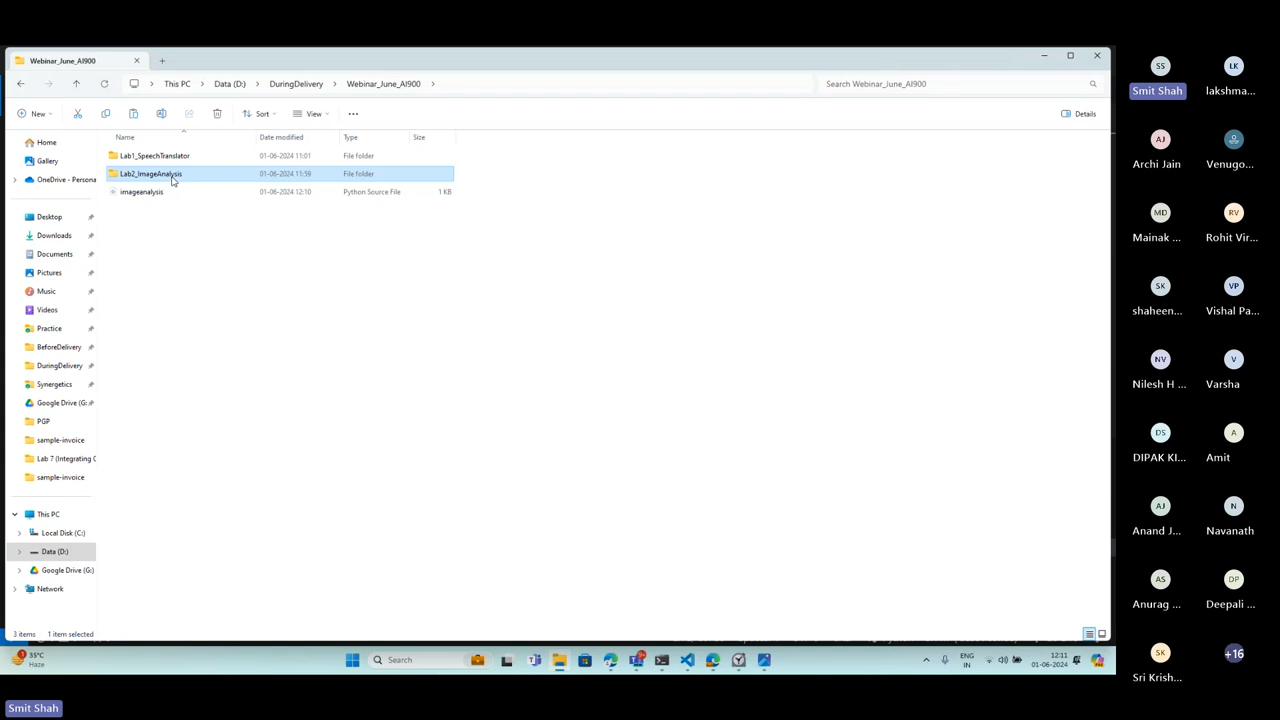 Webinar_June_AI900
This PC
Data (D:)
DuringDelivery
Webinar_June_AI900
Search Webinar_June_AI900
New
Sort
View
Details
Name
Date modified
Type
Size
Lab1_SpeechTranslator
01-06-2024 11:01
File folder
Lab2_ImageAnalysis
01-06-2024 11:59
File folder
imageanalysis
01-06-2024 12:10
Python Source File
1 KB
Home
Gallery
OneDrive - Persona
Desktop
Downloads
Documents
Pictures
Music
Videos
Practice
BeforeDelivery
DuringDelivery
Synergetics
Google Drive (G:
PGP
sample-invoice
Lab 7 (Integrating C
sample-invoice
This PC
Local Disk (C:)
Data (D:)
Google Drive (G:)
Network
3 items
1 item selected
35°C
Haze
Search
ENG
IN
12:11
01-06-2024
Smit Shah
SS
Smit Shah
LK
lakshma...
AJ
Archi Jain
Venugo...
MD
Mainak ...
RV
Rohit Vir...
SK
shaheen...
VP
Vishal Pa...
NV
Nilesh H ...
V
Varsha
DS
DIPAK KI...
A
Amit
AJ
Anand J...
N
Navanath
AS
Anurag ...
DP
Deepali ...
SK
Sri Krish...
+16